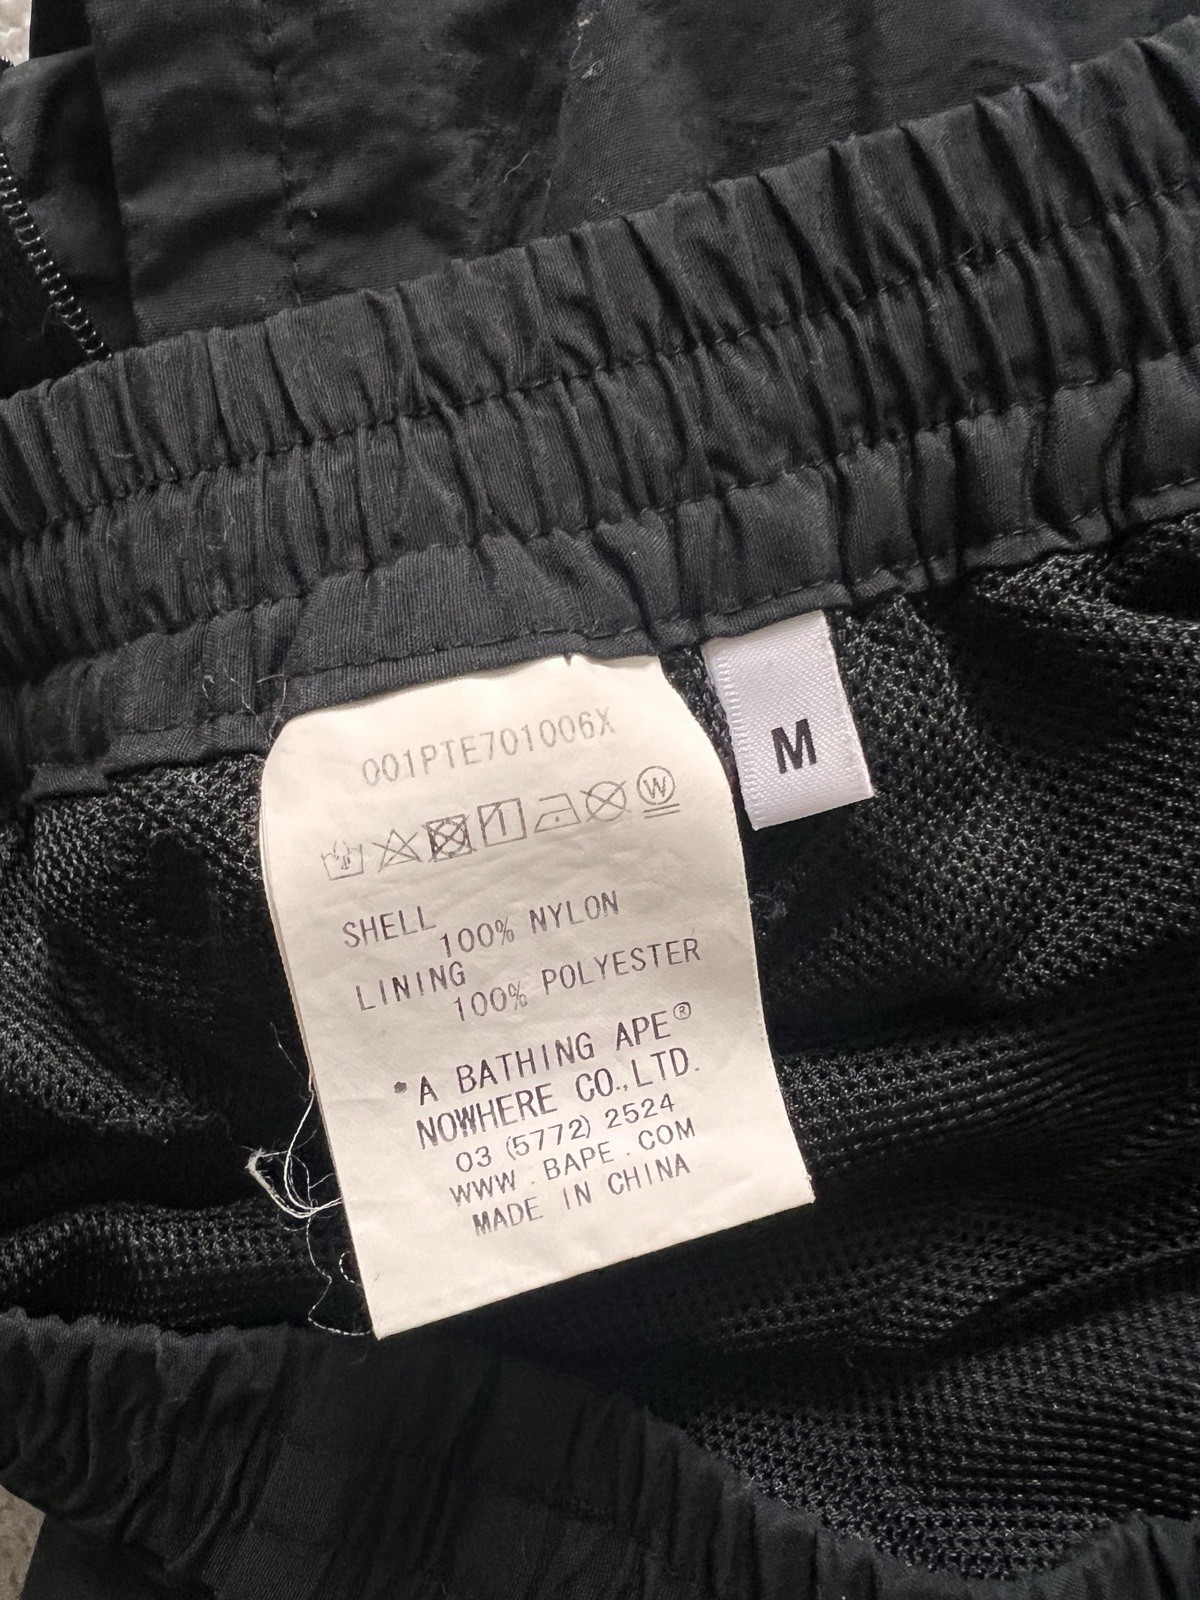 001PTE701006X
W
SHELL
100% NYLON
LINING
100% POLYESTER
*A BATHING APE®
NOWHERE CO.,LTD.
03 (5772) 2524
WWW.BAPE.COM
MADE IN CHINA
M